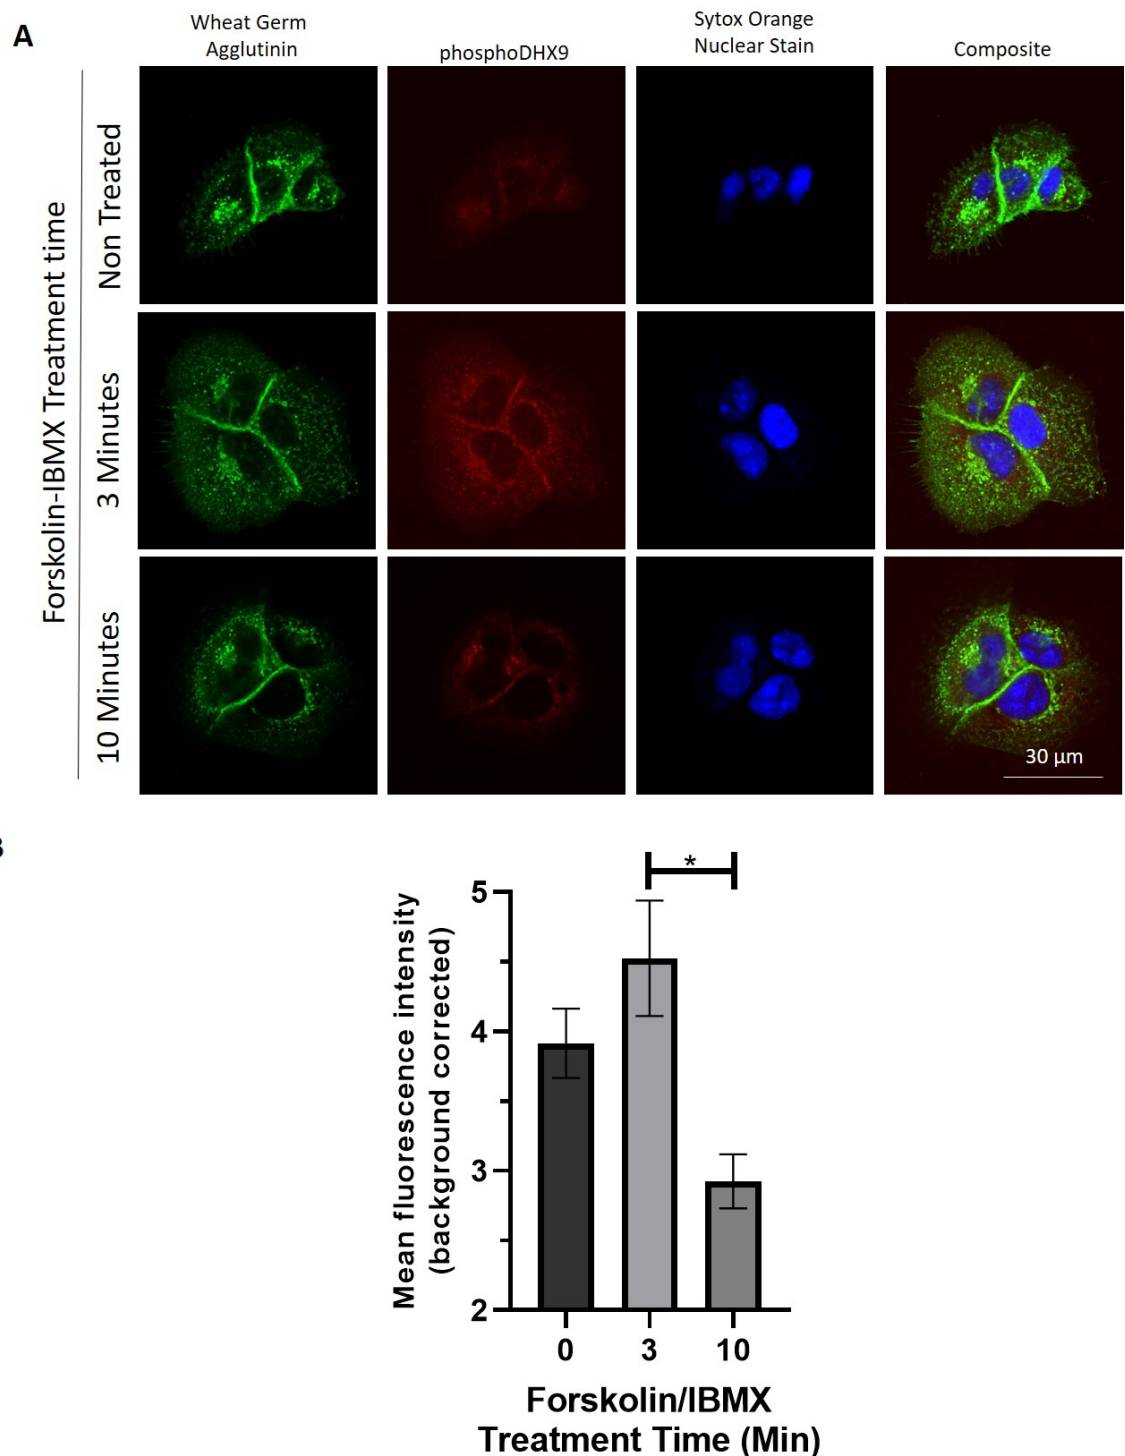 A
Wheat Germ
Agglutinin
phosphoDHX9
Sytox Orange
Nuclear Stain
Composite
Forskolin-IBMX Treatment time
Non Treated
3 Minutes
10 Minutes
30 µm
*
Mean fluorescence intensity
(background corrected)
5
4
3
2
0 3 10
Forskolin/IBMX
Treatment Time (Min)